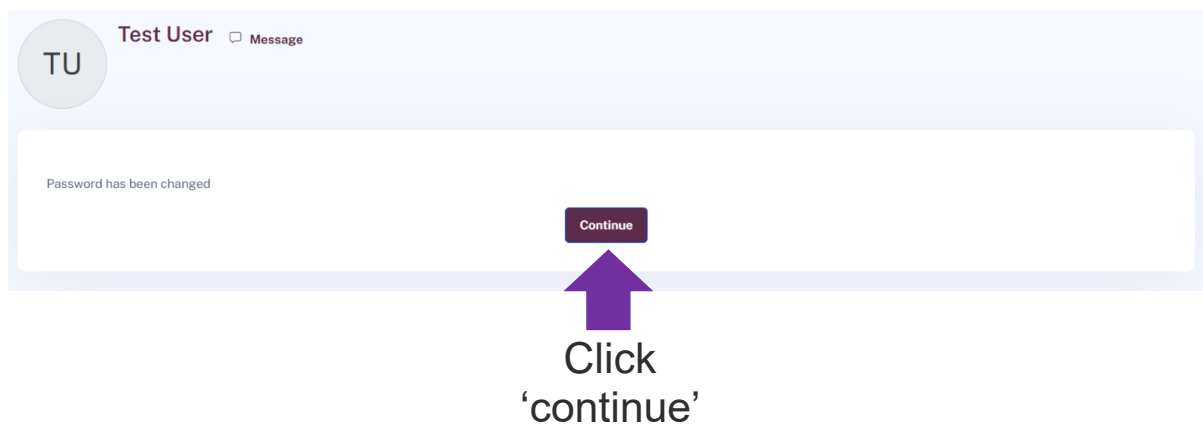 TU
Test User Message
Password has been changed
Continue
Click
‘continue’